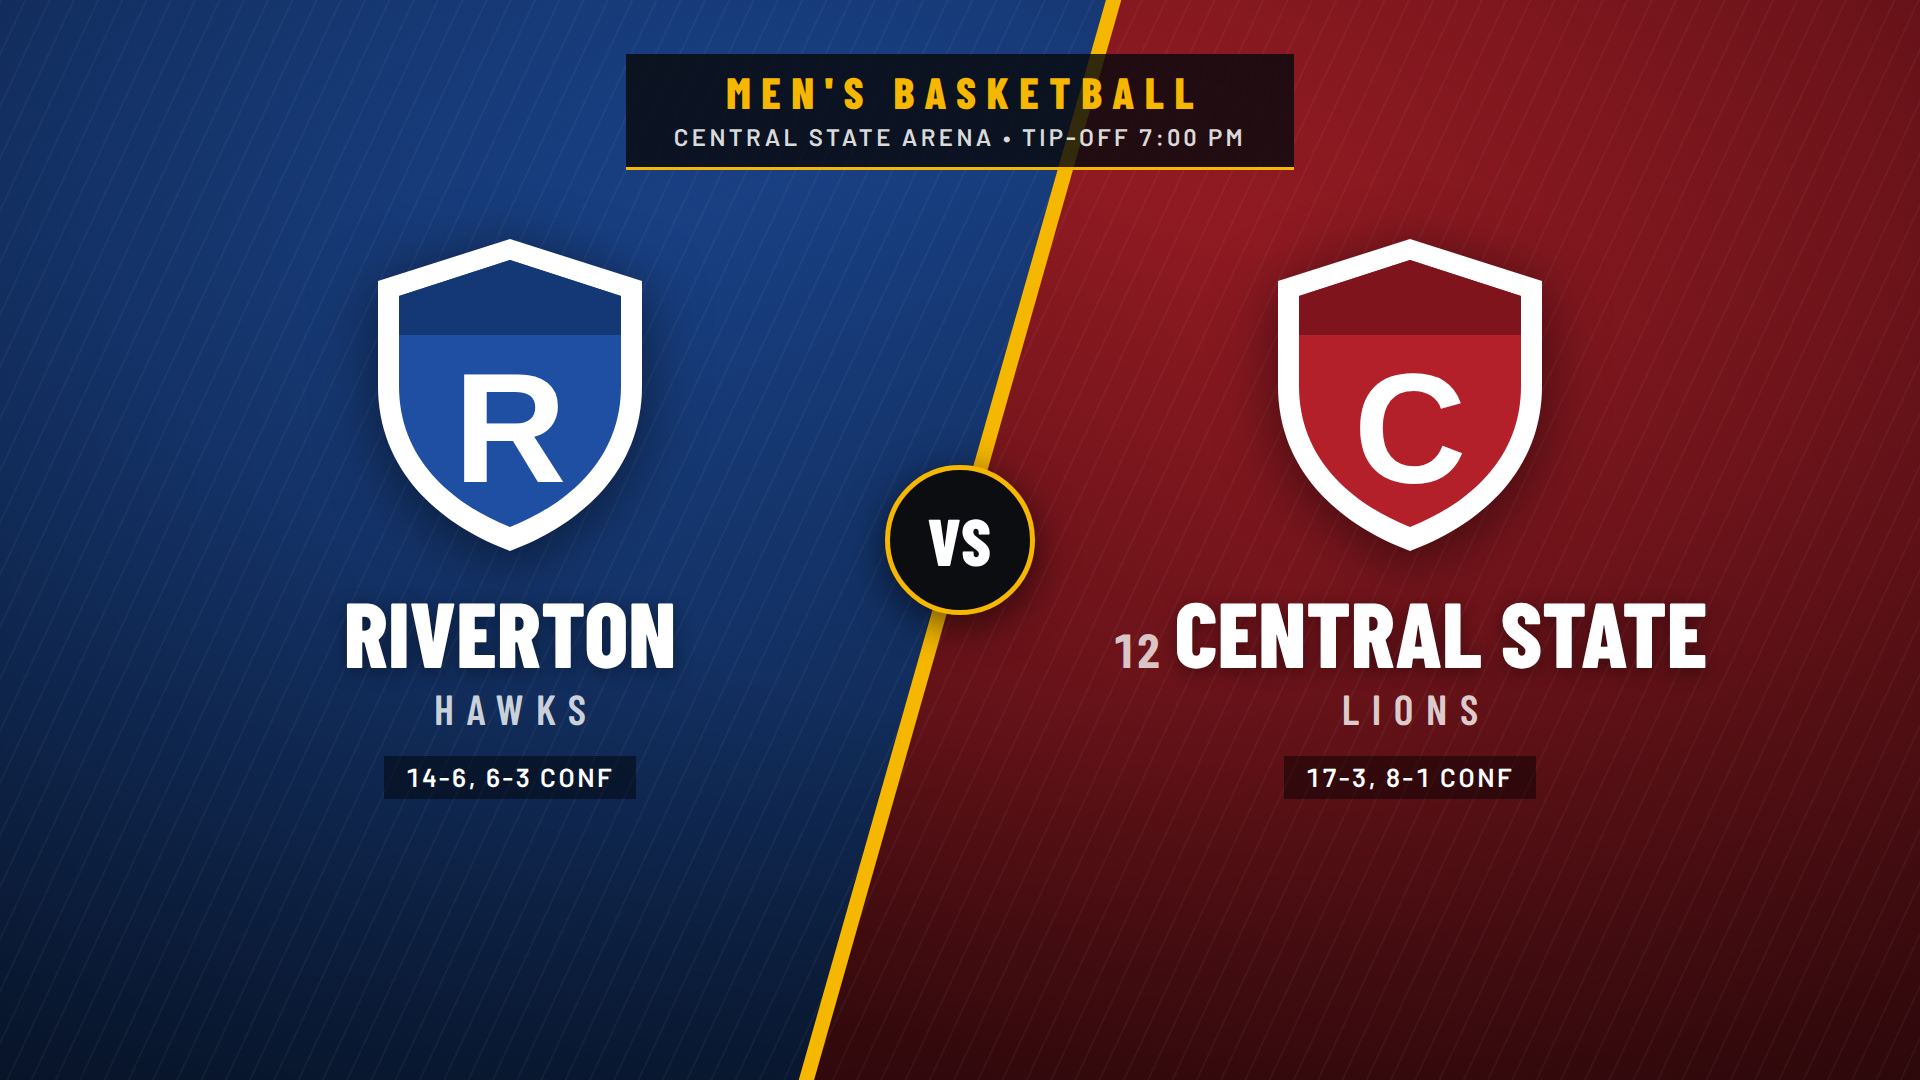 MEN'S BASKETBALL
CENTRAL STATE ARENA • TIP-OFF 7:00 PM
R
C
VS
RIVERTON
HAWKS
14-6, 6-3 CONF
12 CENTRAL STATE
LIONS
17-3, 8-1 CONF